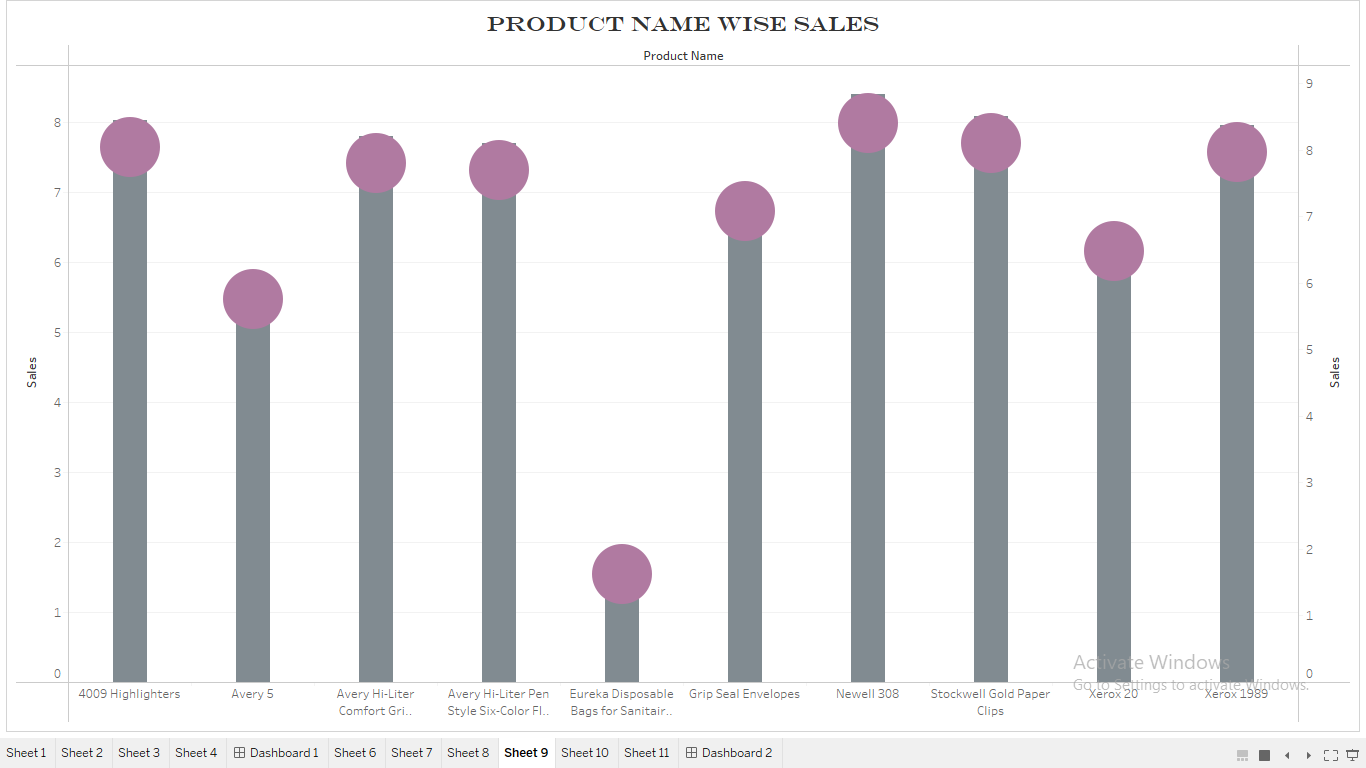 PRODUCT NAME WISE SALES
Product Name
9
8
8
7
7
6
6
5
5
4
4
3
3
2
2
1
1
0
0
Sales
Sales
4009 Highlighters
Avery 5
Avery Hi-Liter
Comfort Gri..
Avery Hi-Liter Pen
Style Six-Color Fl..
Eureka Disposable
Bags for Sanitair..
Grip Seal Envelopes
Newell 308
Stockwell Gold Paper
Clips
Xerox 20
Xerox 1989
Activate Windows
Go to Settings to activate Windows.
Sheet 1 Sheet 2 Sheet 3 Sheet 4 Dashboard 1 Sheet 6 Sheet 7 Sheet 8 Sheet 9 Sheet 10 Sheet 11 Dashboard 2